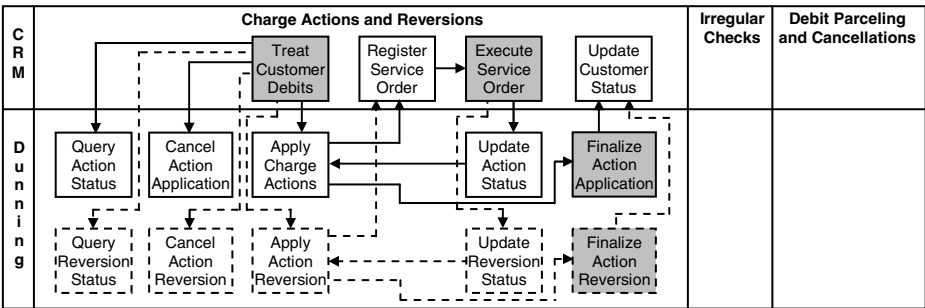 Charge Actions and Reversions
Irregular
Checks
Debit Parceling
and Cancellations
C
R
M
Treat
Customer
Debits
Register
Service
Order
Execute
Service
Order
Update
Customer
Status
D
u
n
n
i
n
g
Query
Action
Status
Cancel
Action
Application
Apply
Charge
Actions
Update
Action
Status
Finalize
Action
Application
Query
Reversion
Status
Cancel
Action
Reversion
Apply
Action
Reversion
Update
Reversion
Status
Finalize
Action
Reversion